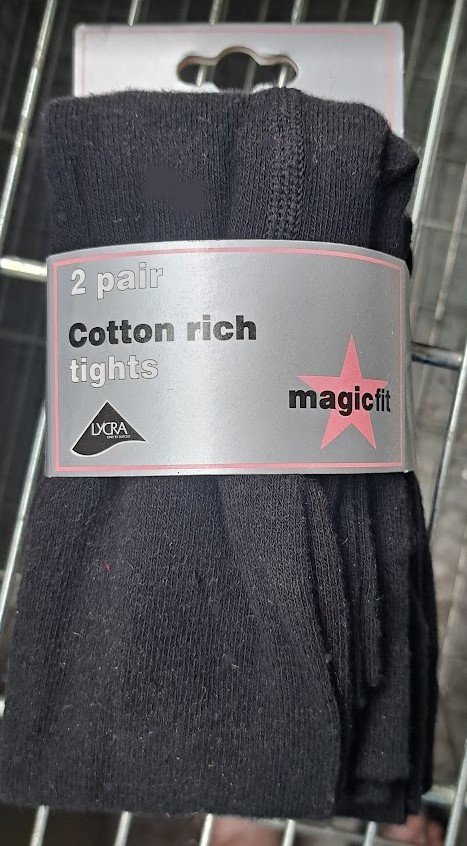 2 pair
Cotton rich
tights
LYCRA
magicfit